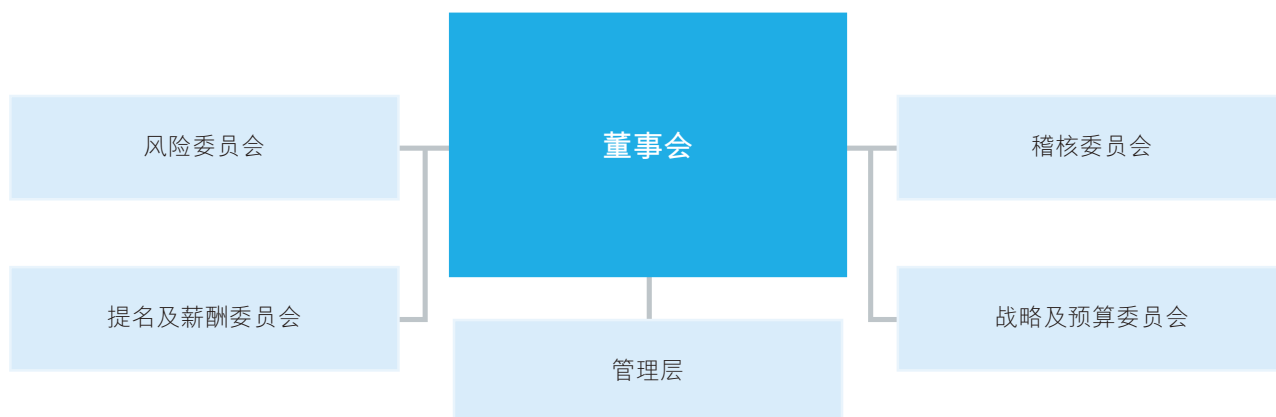 董事会
风险委员会
稽核委员会
提名及薪酬委员会
战略及预算委员会
管理层